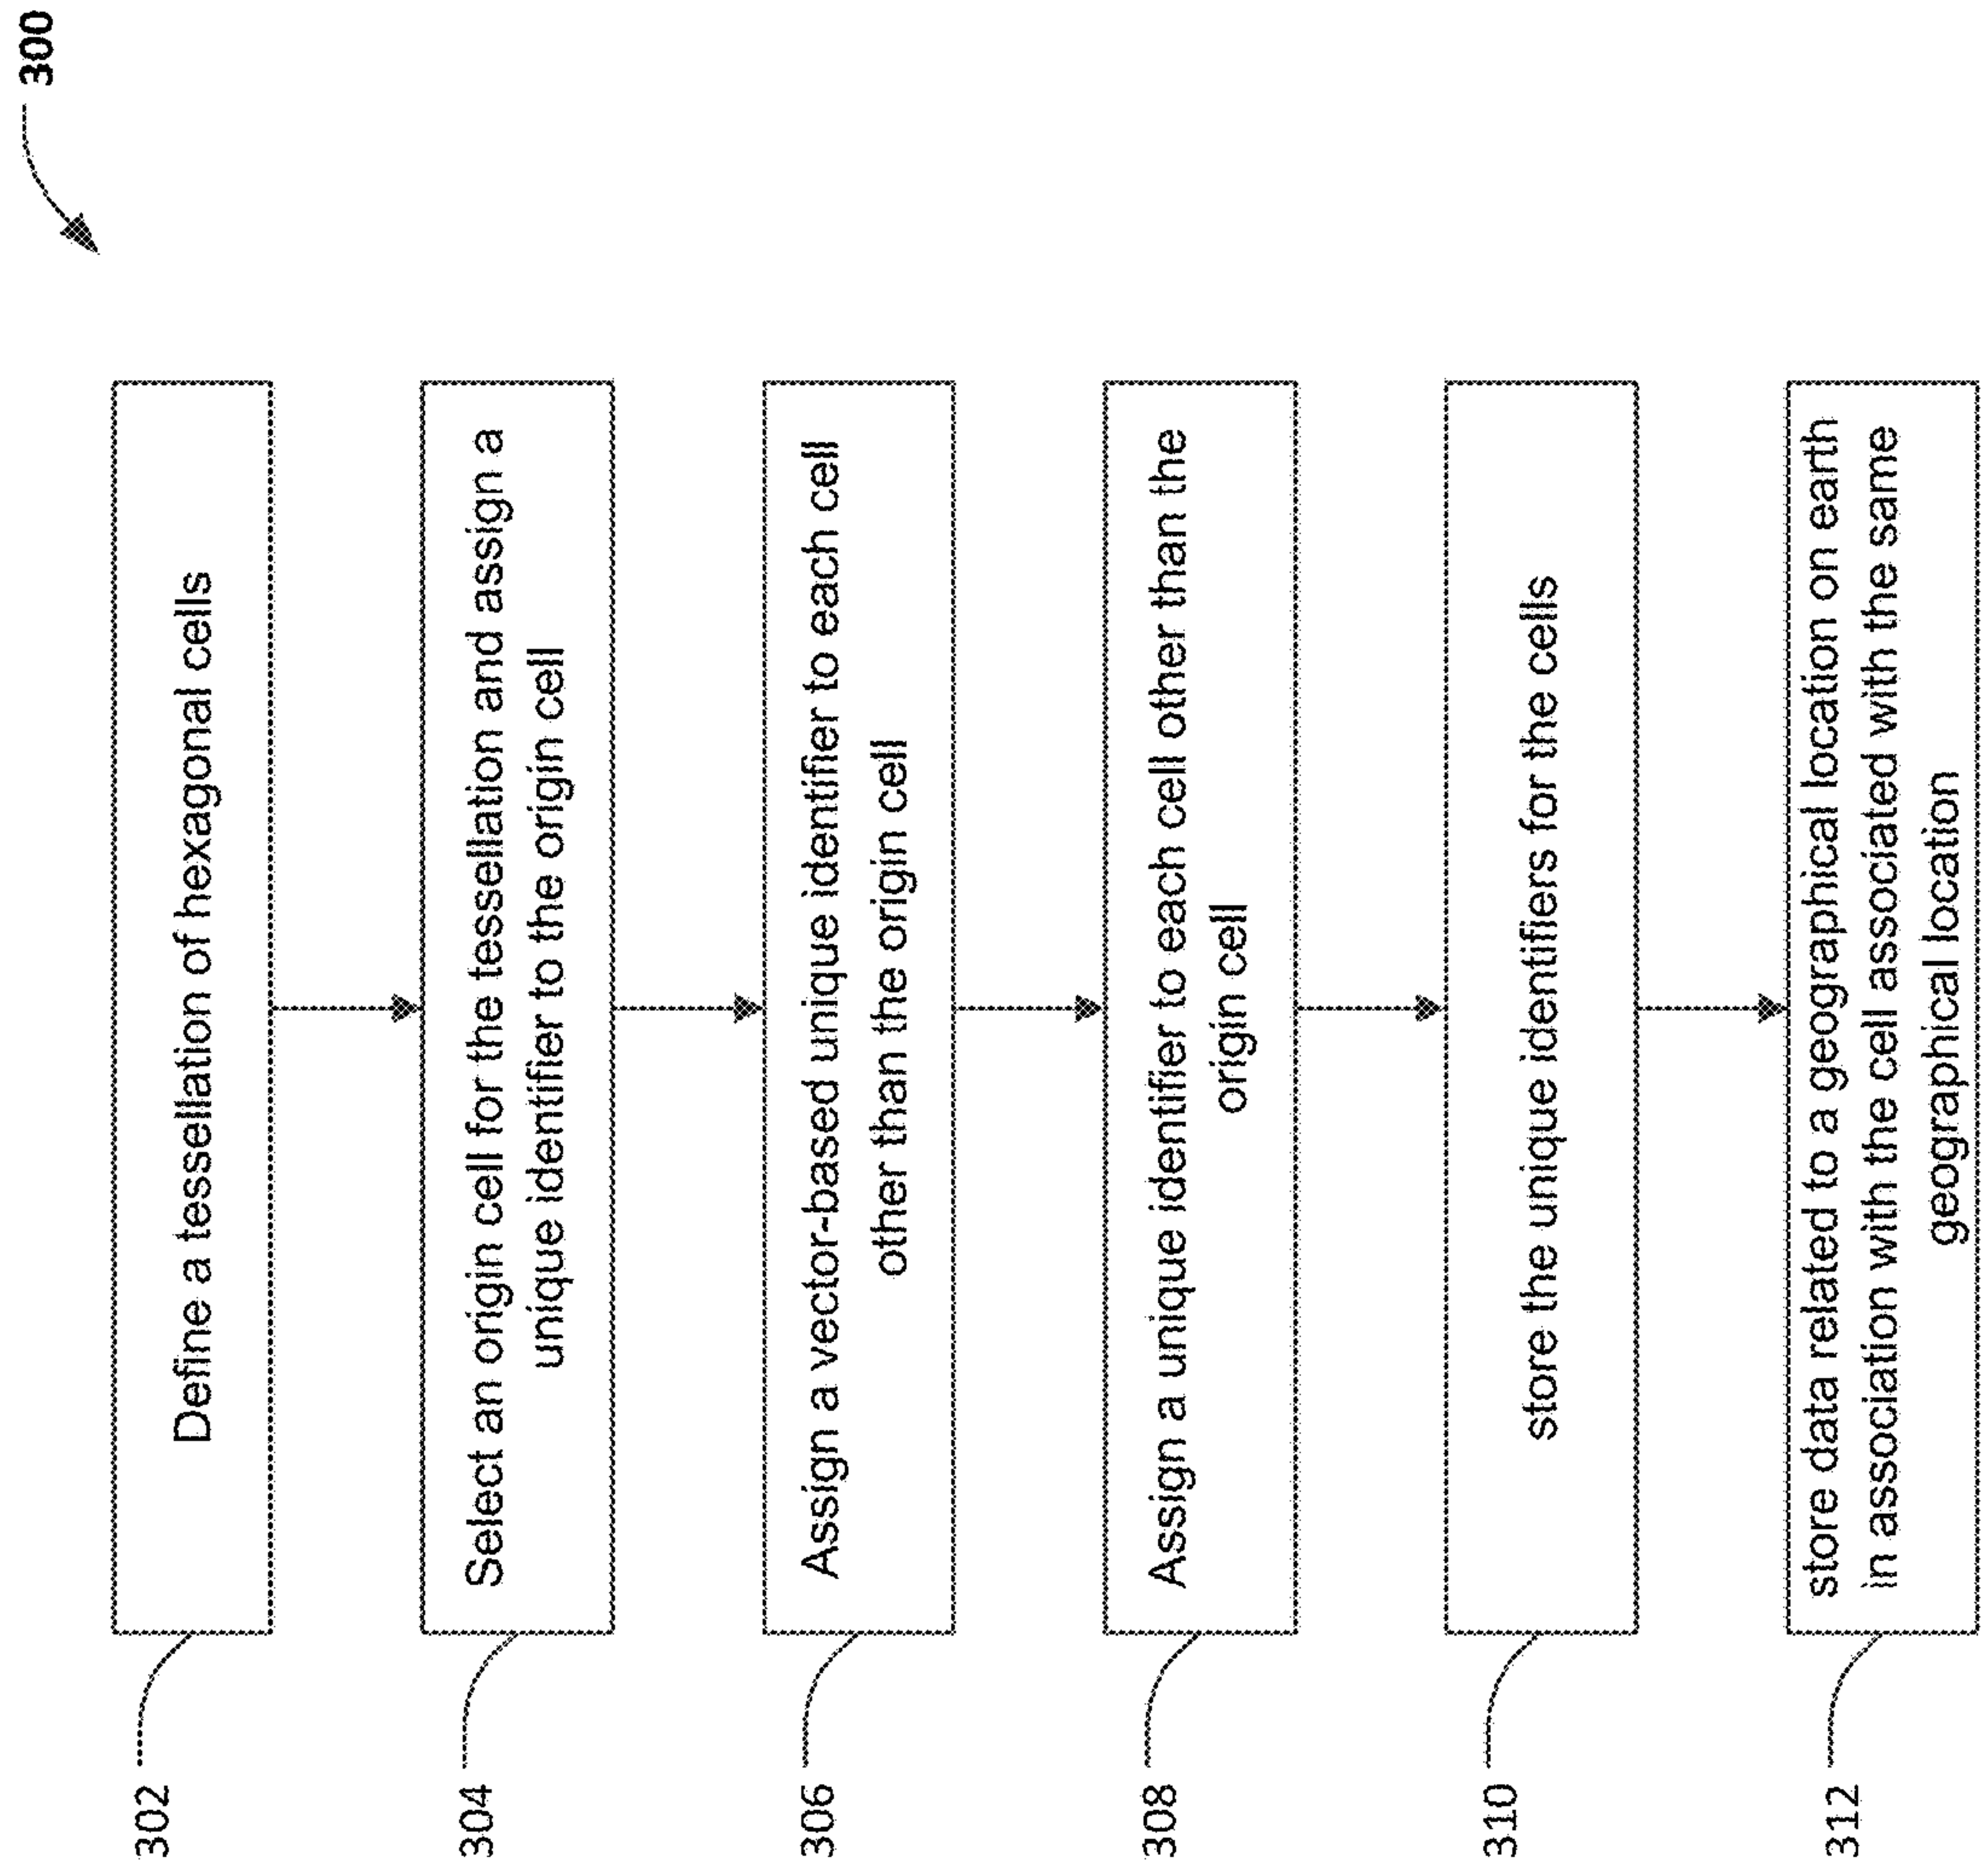 300
302
Define a tessellation of hexagonal cells
304
Select an origin cell for the tessellation and assign a
unique identifier to the origin cell
306
Assign a vector-based unique identifier to each cell
other than the origin cell
308
Assign a unique identifier to each cell other than the
origin cell
310
store the unique identifiers for the cells
312
store data related to a geographical location on earth
in association with the cell associated with the same
geographical location